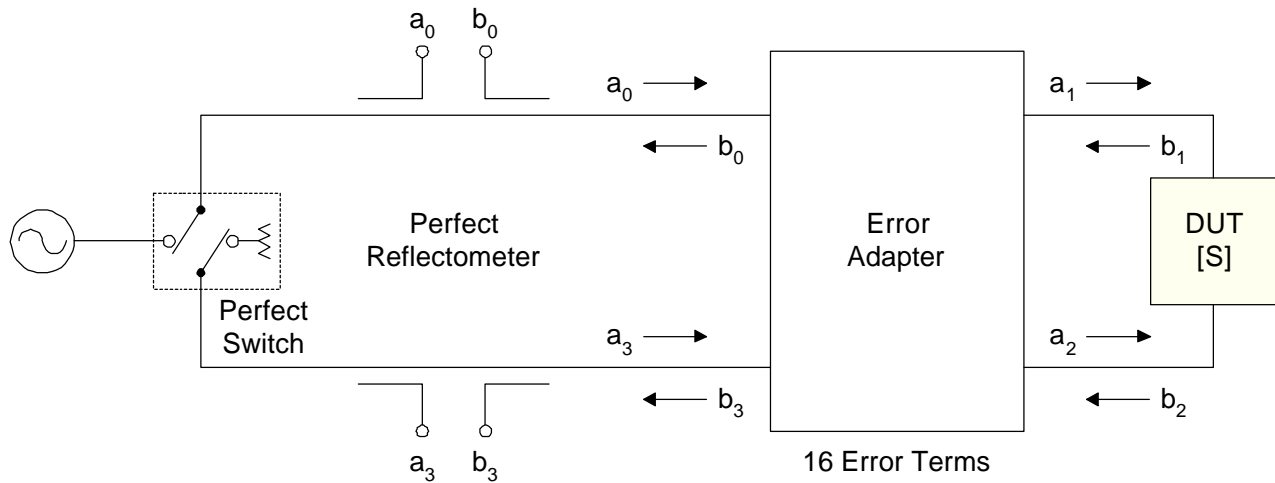 a0 b0
a0
b0
a1
b1
Perfect
Reflectometer
Error
Adapter
DUT
[S]
Perfect
Switch
a3
b3
a2
b2
a3 b3
16 Error Terms